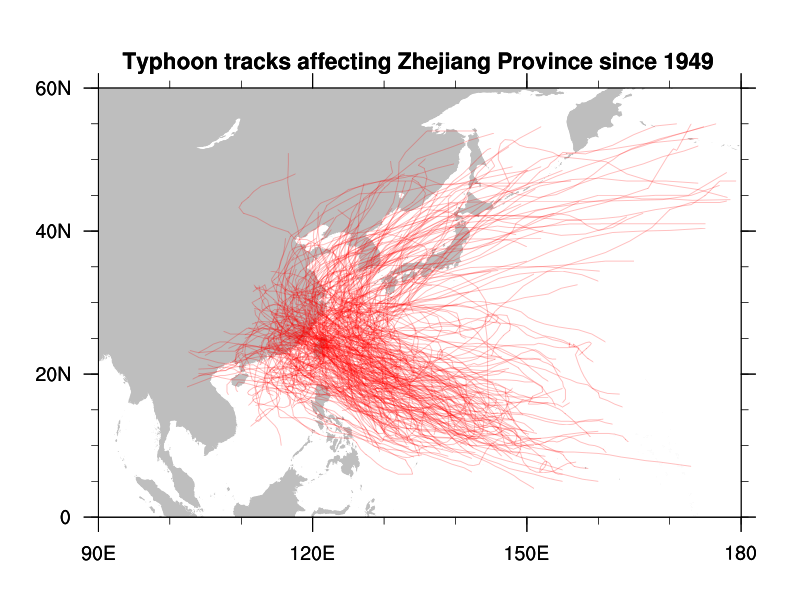 Typhoon tracks affecting Zhejiang Province since 1949
60N
40N
20N
0
90E 120E 150E 180